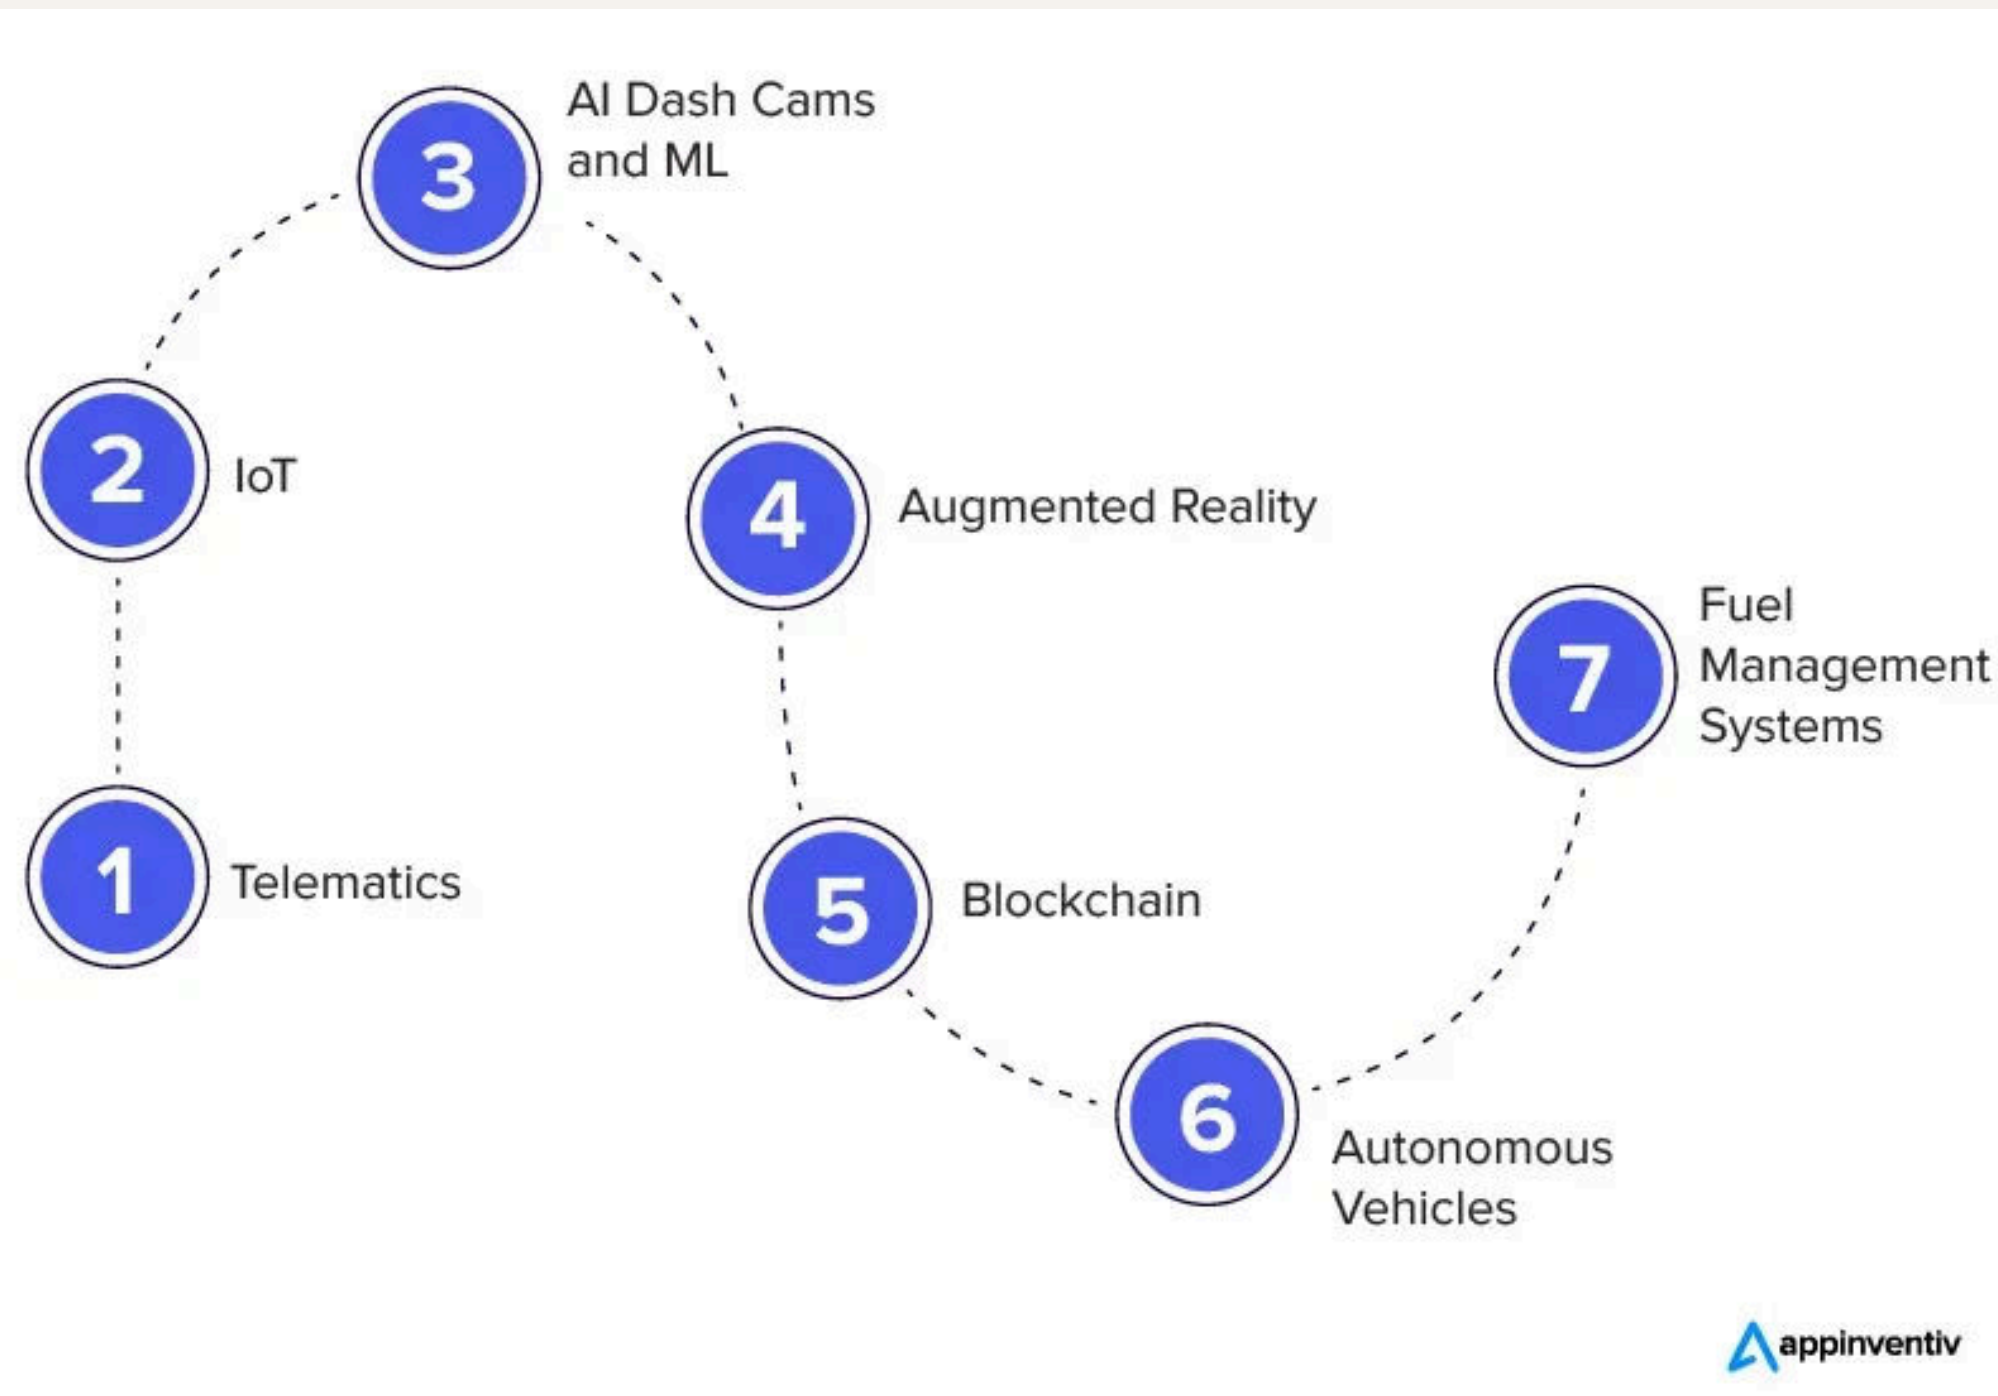 1
Telematics
2
IoT
3
AI Dash Cams
and ML
4
Augmented Reality
5
Blockchain
6
Autonomous
Vehicles
7
Fuel
Management
Systems
appinventiv